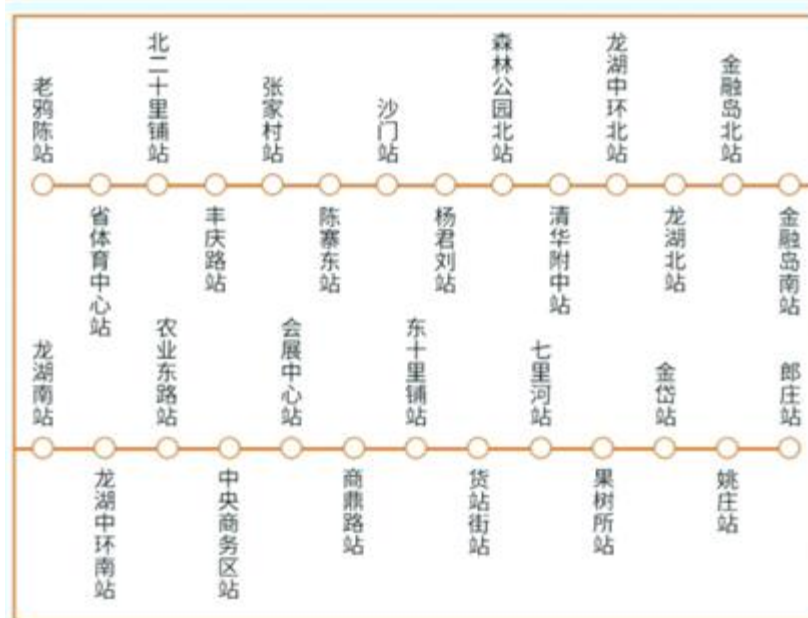 老鸦陈站
省体育中心站
北二十里铺站
丰庆路站
张家村站
陈寨东站
沙门站
杨君刘站
森林公园北站
清华附中站
龙湖中环北站
龙湖北站
金融岛北站
金融岛南站
龙湖南站
龙湖中环南站
农业东路站
中央商务区站
会展中心站
商鼎路站
东十里铺站
货站街站
七里河站
果树所站
金岱站
姚庄站
郎庄站